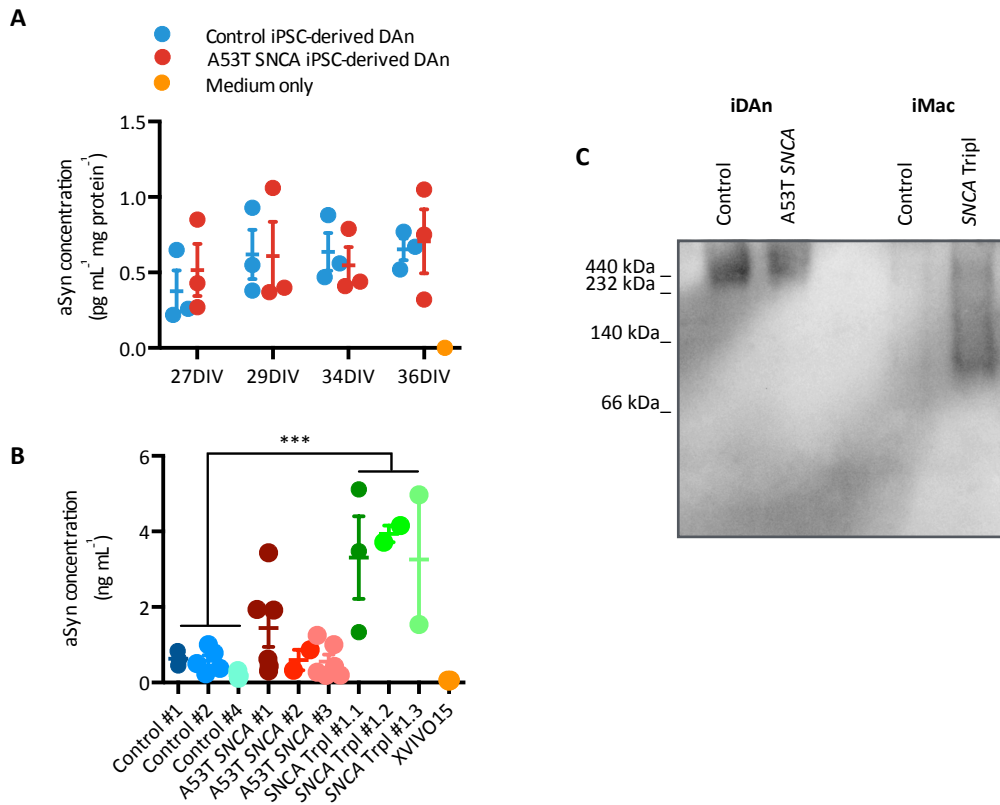 A
Control iPSC-derived DAn
A53T SNCA iPSC-derived DAn
Medium only
aSyn concentration
(pg mL⁻¹ mg protein⁻¹)
1.5
1.0
0.5
0.0
27DIV 29DIV 34DIV 36DIV
B
***
aSyn concentration
(ng mL⁻¹)
6
4
2
0
Control #1
Control #2
Control #4
A53T SNCA #1
A53T SNCA #2
A53T SNCA #3
SNCA Trpl #1.1
SNCA Trpl #1.2
SNCA Trpl #1.3
XVIVO15
C
iDAn iMac
Control
A53T SNCA
Control
SNCA Tripl
440 kDa _
232 kDa _
140 kDa _
66 kDa_